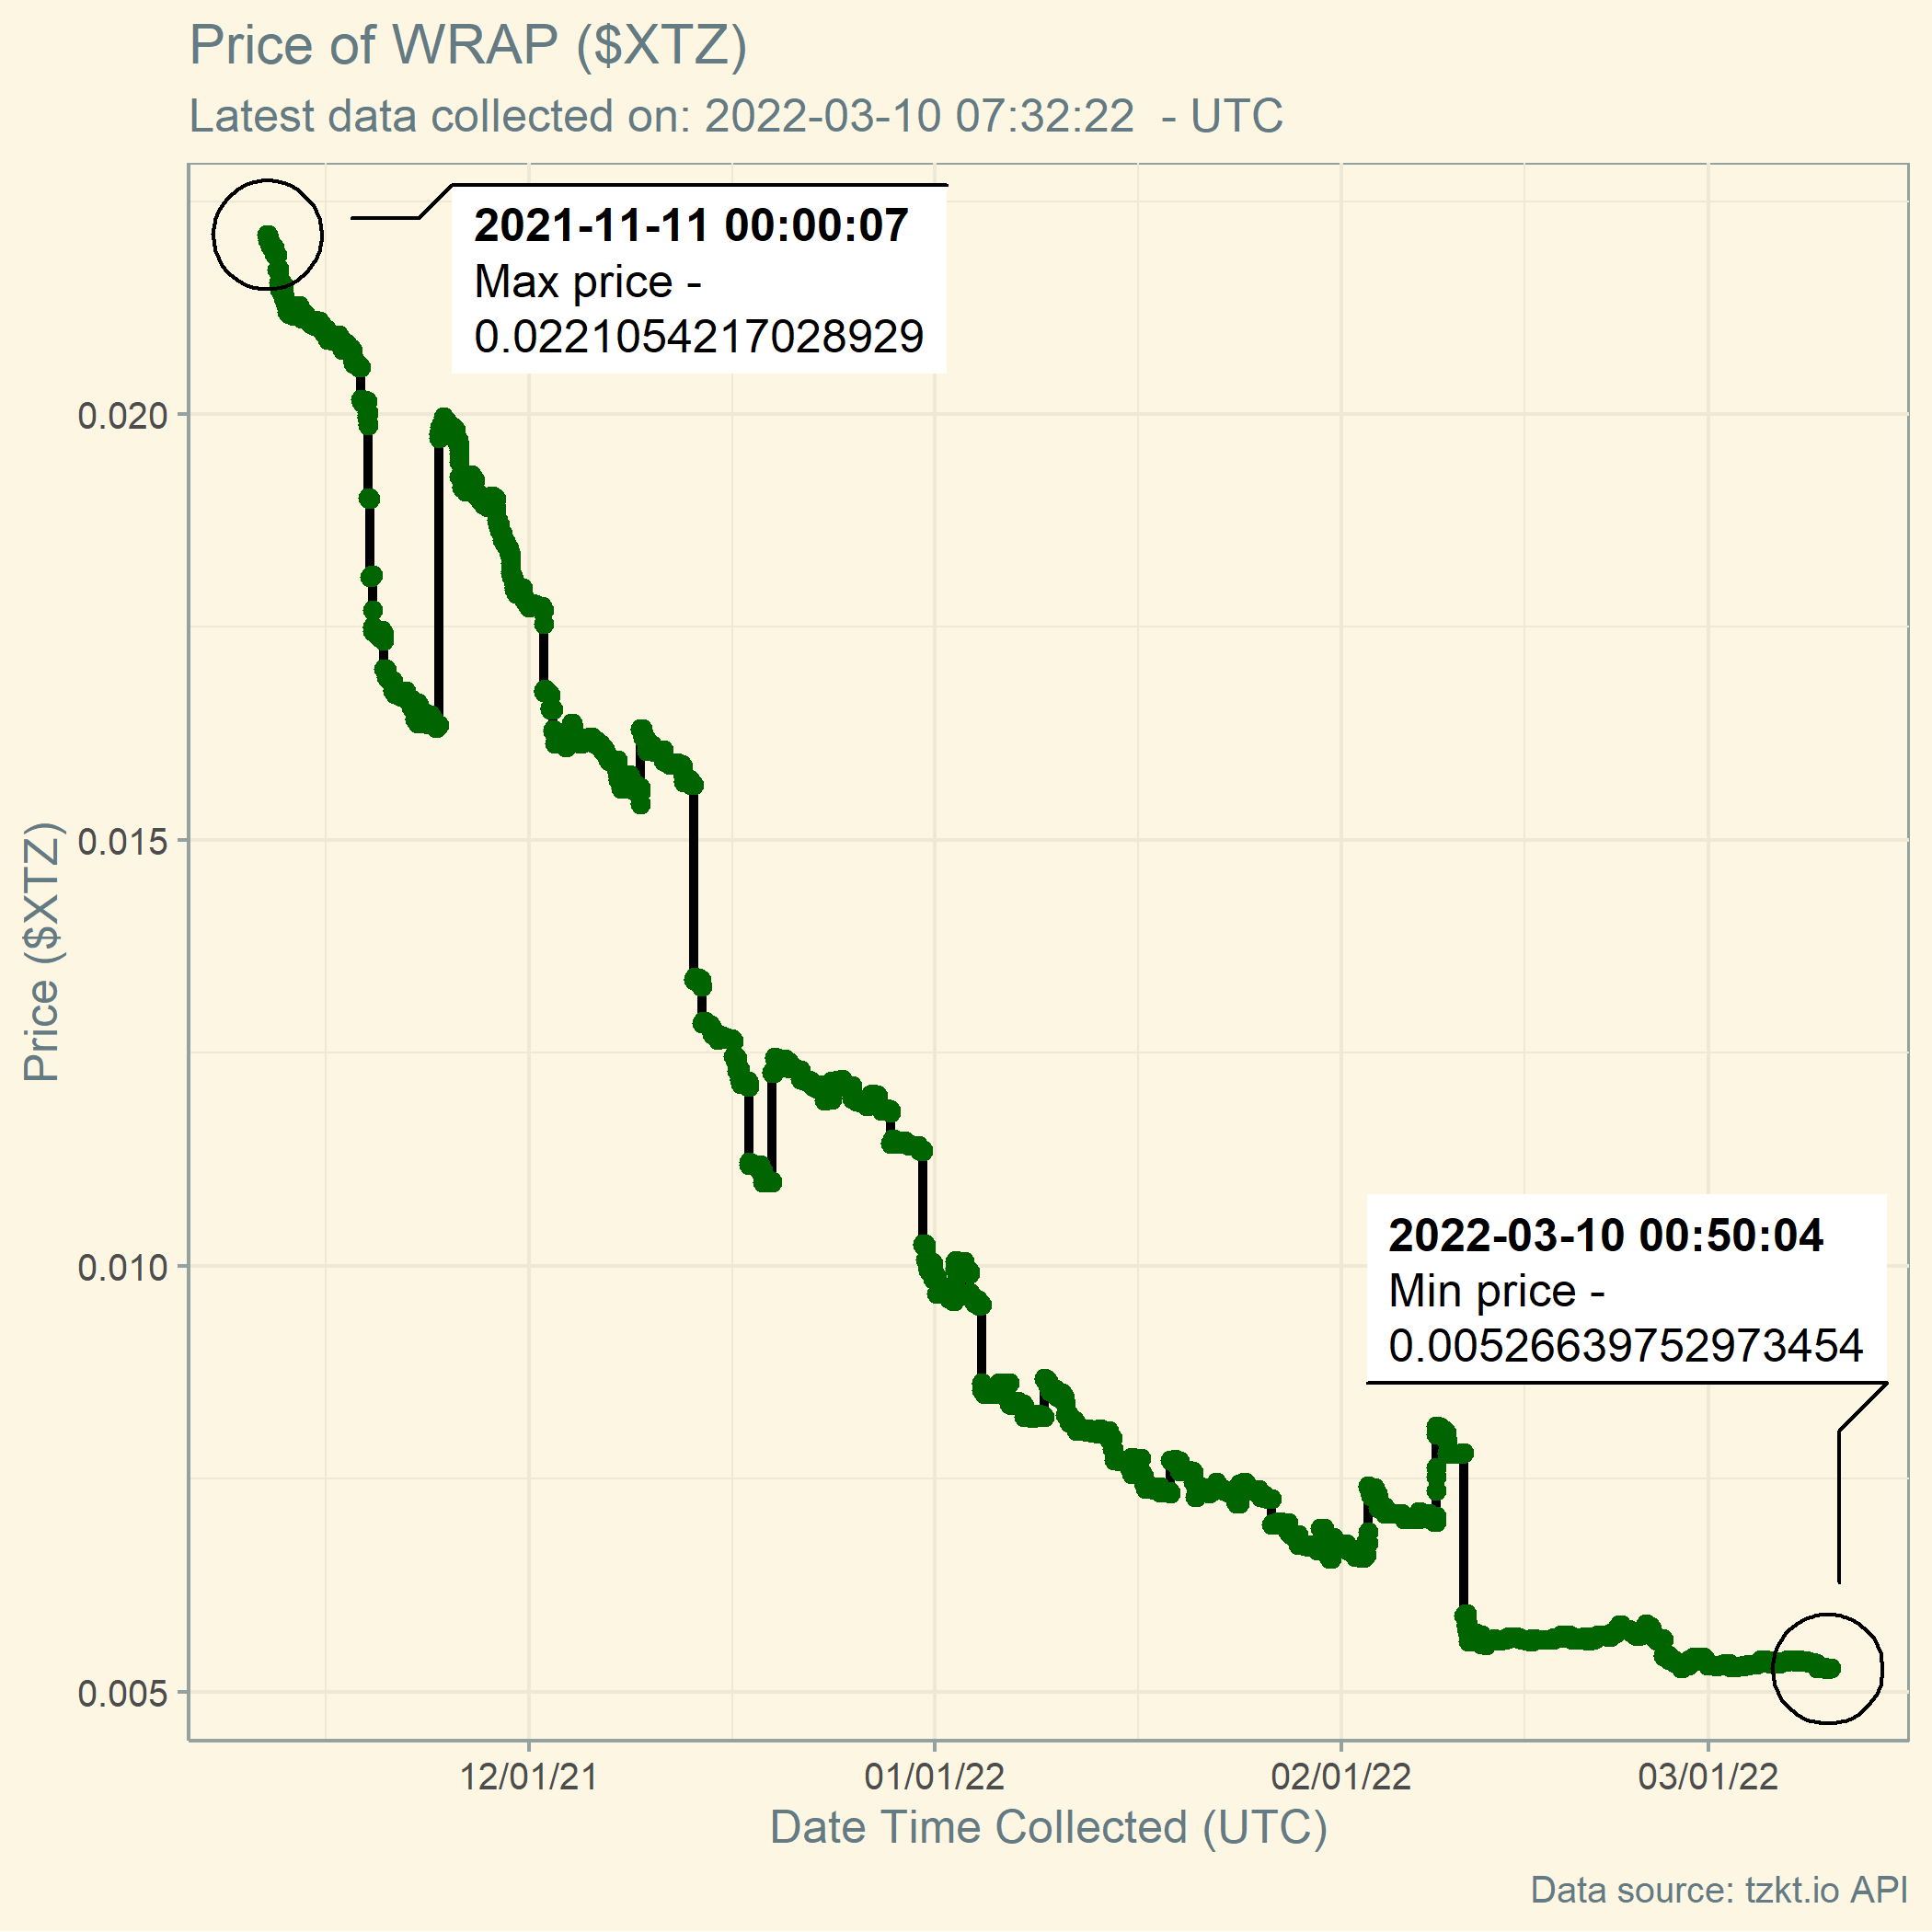 Price of WRAP ($XTZ)
Latest data collected on: 2022-03-10 07:32:22  - UTC
2021-11-11 00:00:07
Max price -
0.0221054217028929
0.020
0.015
0.010
0.005
Price ($XTZ)
2022-03-10 00:50:04
Min price -
0.00526639752973454
12/01/21
01/01/22
02/01/22
03/01/22
Date Time Collected (UTC)
Data source: tzkt.io API